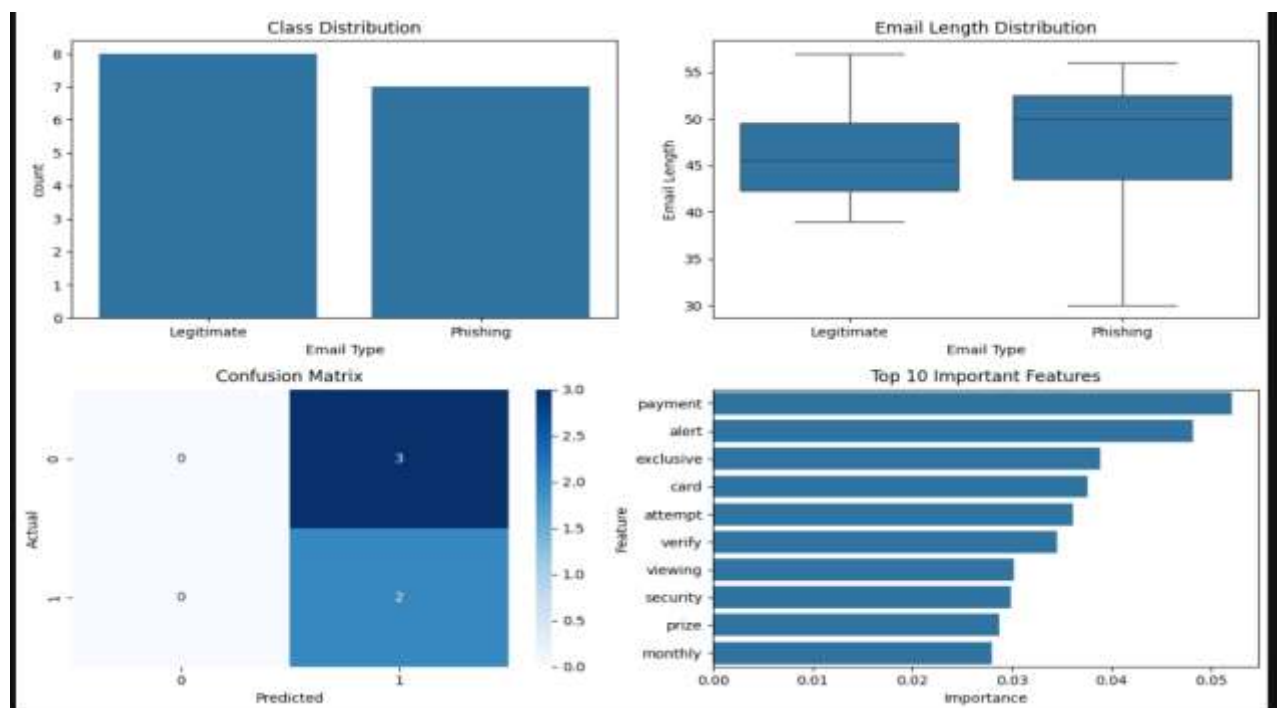 Class Distribution
8
7
6
5
4
3
2
1
0
count
Legitimate
Phishing
Email Type
Email Length Distribution
55
50
45
40
35
30
Email Length
Legitimate
Phishing
Email Type
Confusion Matrix
0
3
0
2
0
1
Actual
0
1
Predicted
3.0
2.5
2.0
1.5
1.0
0.5
0.0
Top 10 Important Features
payment
alert
exclusive
card
attempt
verify
viewing
security
prize
monthly
Feature
0.00
0.01
0.02
0.03
0.04
0.05
Importance